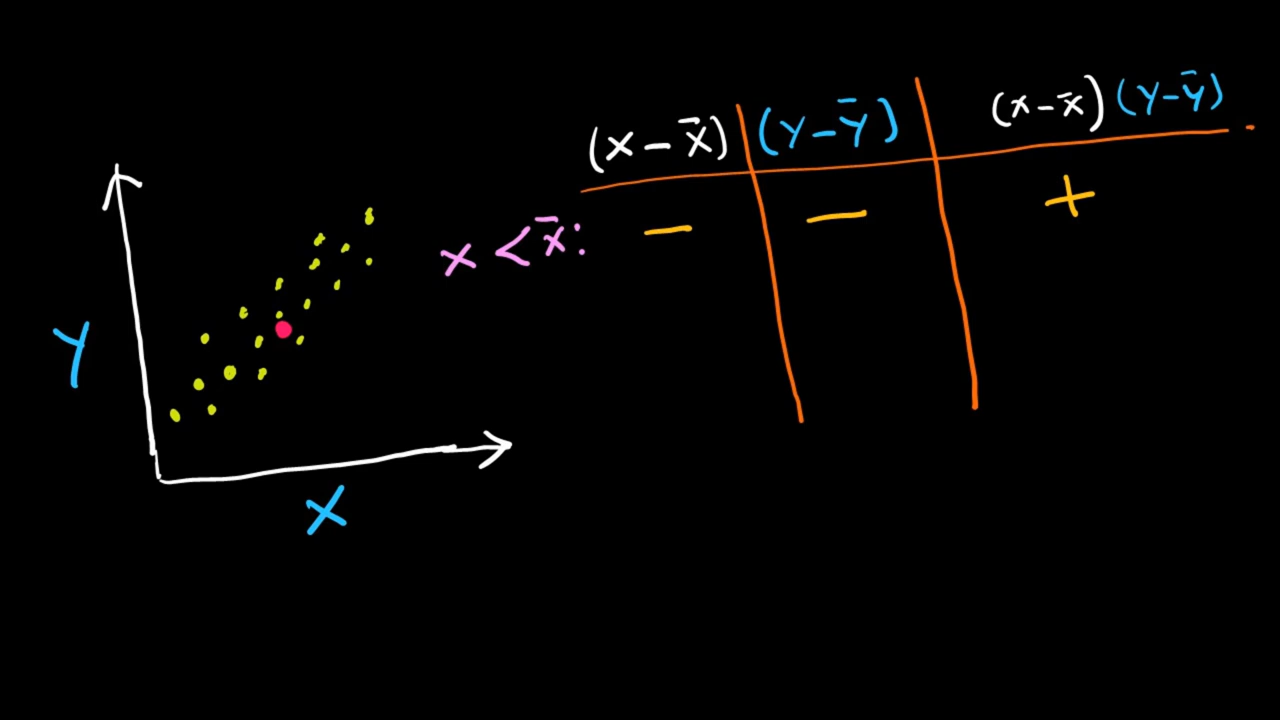 (x − x̄) (y − ȳ) (x − x̄)(y − ȳ)
x < x̄: − − +
Y
X